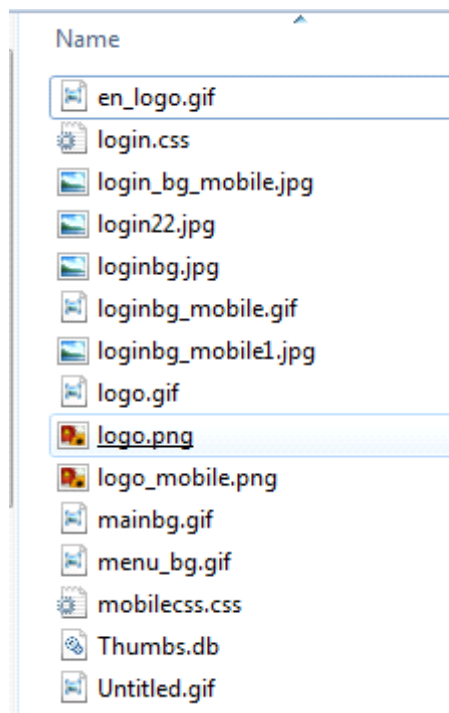 Name
en_logo.gif
login.css
login_bg_mobile.jpg
login22.jpg
loginbg.jpg
loginbg_mobile.gif
loginbg_mobile1.jpg
logo.gif
logo.png
logo_mobile.png
mainbg.gif
menu_bg.gif
mobilecss.css
Thumbs.db
Untitled.gif